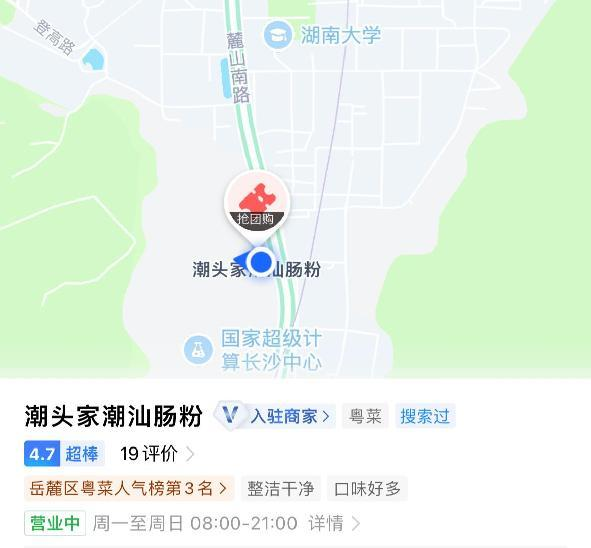 湖南大学
登高路
麓山南路
抢团购
潮头家潮汕肠粉
国家超级计
算长沙中心
潮头家潮汕肠粉 入驻商家 > 粤菜 搜索过
4.7 超棒 19评价 >
岳麓区粤菜人气榜第3名 > 整洁干净 口味好多
营业中 周一至周日 08:00-21:00 详情 >